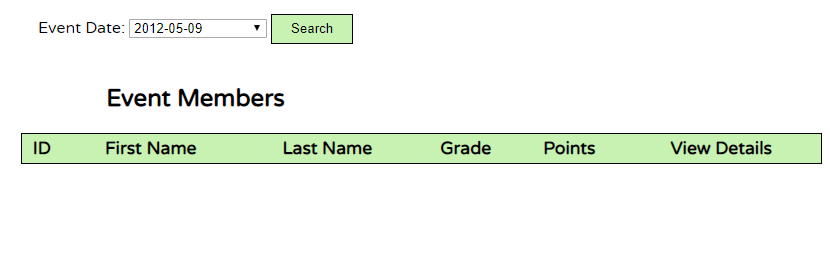 Event Date: 2012-05-09 Search
Event Members
ID First Name Last Name Grade Points View Details